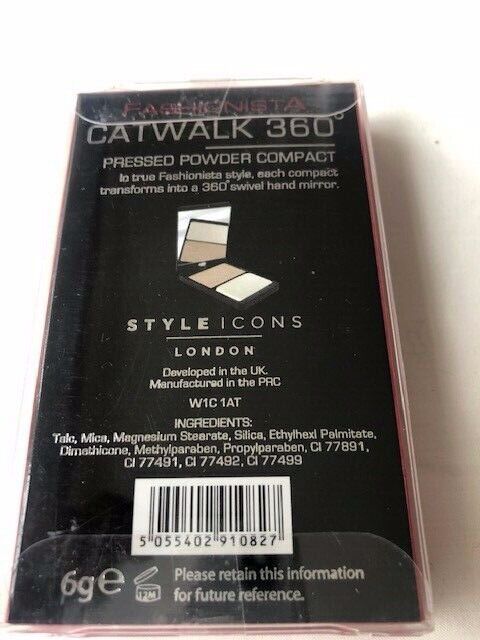 FASHIONISTA
CATWALK 360°
PRESSED POWDER COMPACT
In true Fashionista style, each compact
transforms into a 360° swivel hand mirror.
STYLE ICONS
LONDON
Developed in the UK.
Manufactured in the PRC
W1C 1AT
INGREDIENTS:
Talc, Mica, Magnesium Stearate, Silica, Ethylhexl Palmitate,
Dimethicone, Methylparaben, Propylparaben, CI 77891,
CI 77491, CI 77492, CI 77499
5 055402 910827
6g e 12M Please retain this information
for future reference.